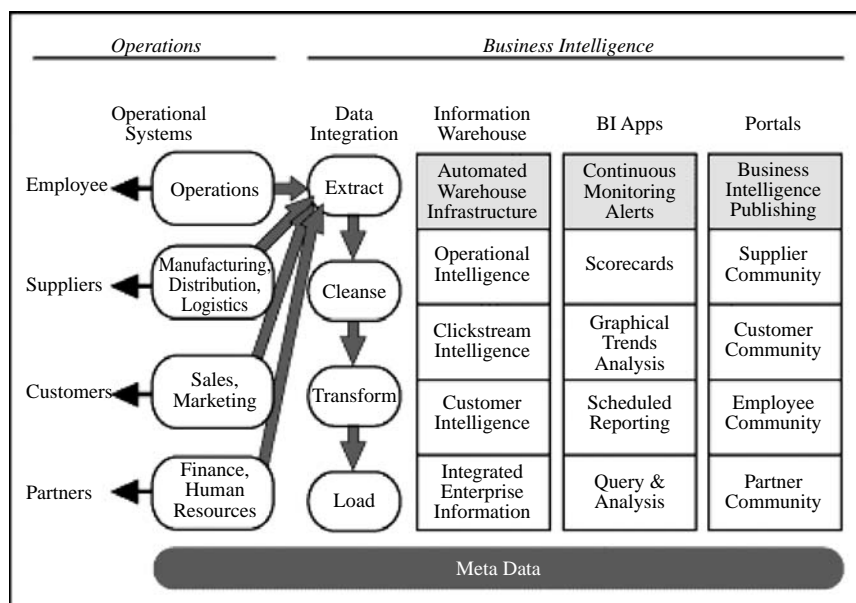 Operations
Business Intelligence
Operational
Systems
Data
Integration
Information
Warehouse
BI Apps
Portals
Employee
Operations
Extract
Automated
Warehouse
Infrastructure
Continuous
Monitoring
Alerts
Business
Intelligence
Publishing
Suppliers
Manufacturing,
Distribution,
Logistics
Cleanse
Operational
Intelligence
Scorecards
Supplier
Community
Customers
Sales,
Marketing
Transform
Clickstream
Intelligence
Graphical
Trends
Analysis
Customer
Community
Customer
Intelligence
Scheduled
Reporting
Employee
Community
Partners
Finance,
Human
Resources
Load
Integrated
Enterprise
Information
Query &
Analysis
Partner
Community
Meta Data